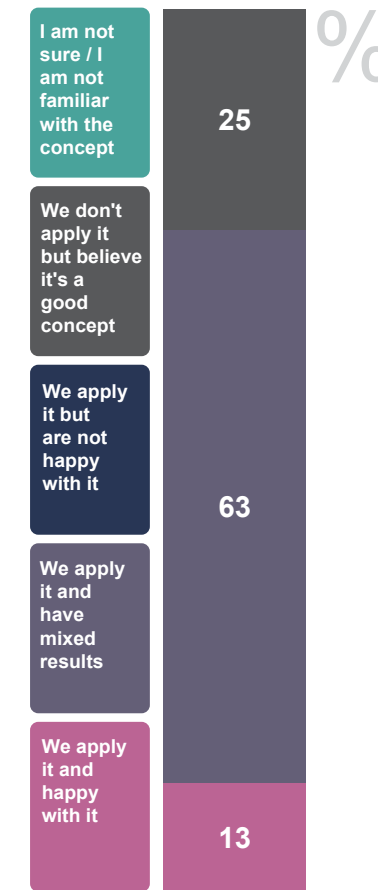 %
I am not
sure / I
am not
familiar
with the
concept
25
We don't
apply it
but believe
it's a
good
concept
We apply
it but
are not
happy
with it
63
We apply
it and
have
mixed
results
We apply
it and
happy
with it
13